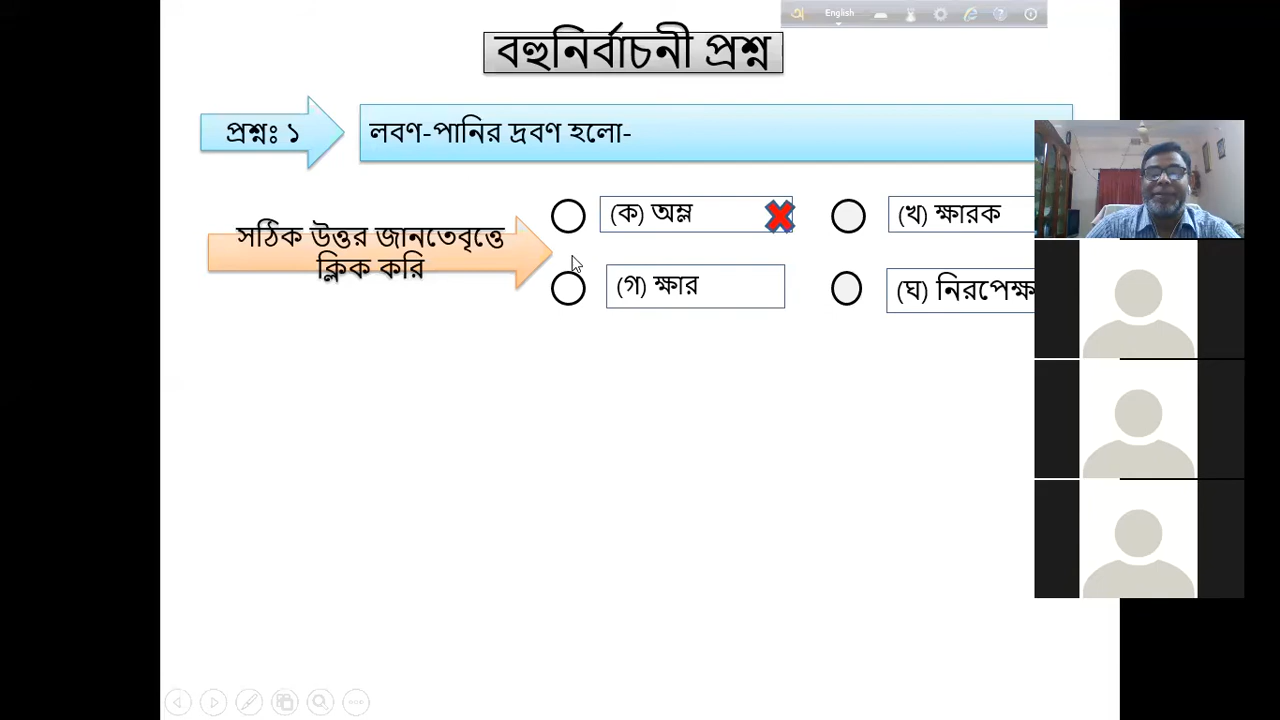 English
বহুনির্বাচনী প্রশ্ন
প্রশ্নঃ ১
লবণ-পানির দ্রবণ হলো-
সঠিক উত্তর জানতেবৃত্তে
ক্লিক করি
(ক) অম্ল
(খ) ক্ষারক
(গ) ক্ষার
(ঘ) নিরপেক্ষ